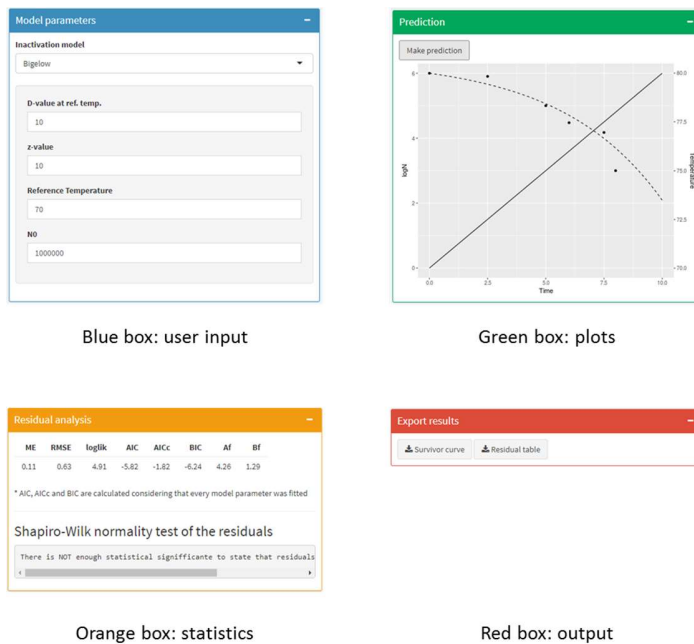 Model parameters
Inactivation model
Bigelow
D-value at ref. temp.
10
z-value
10
Reference Temperature
70
N0
1000000
Blue box: user input
Prediction
Make prediction
6
4
2
0
logN
80.0
77.5
75.0
72.5
70.0
Temperature
0.0 2.5 5.0 7.5 10.0
Time
Green box: plots
Residual analysis
ME RMSE loglik AIC AICc BIC Af Bf
0.11 0.63 4.91 -5.82 -1.82 -6.24 4.26 1.29
* AIC, AICc and BIC are calculated considering that every model parameter was fitted
Shapiro-Wilk normality test of the residuals
There is NOT enough statistical signifficante to state that residuals
Orange box: statistics
Export results
Survivor curve Residual table
Red box: output